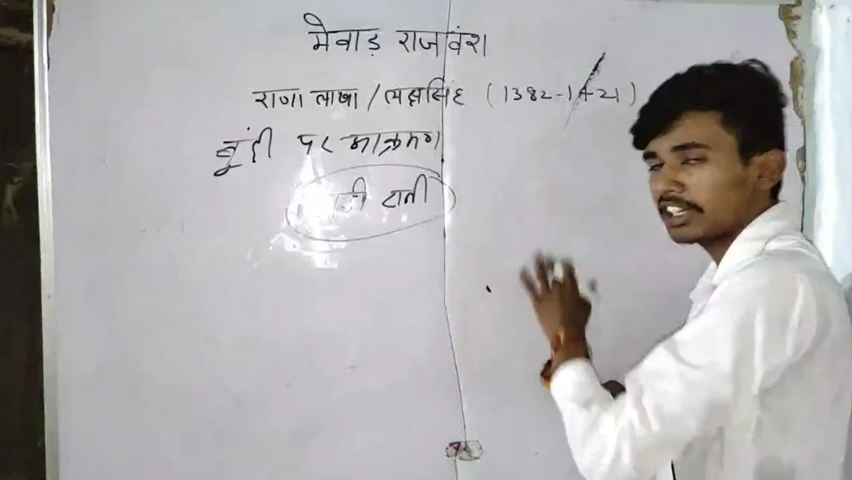 मेवाड़ राजवंश
राणा लाखा / लक्षसिंह (1382-1421)
बूंदी पर आक्रमण